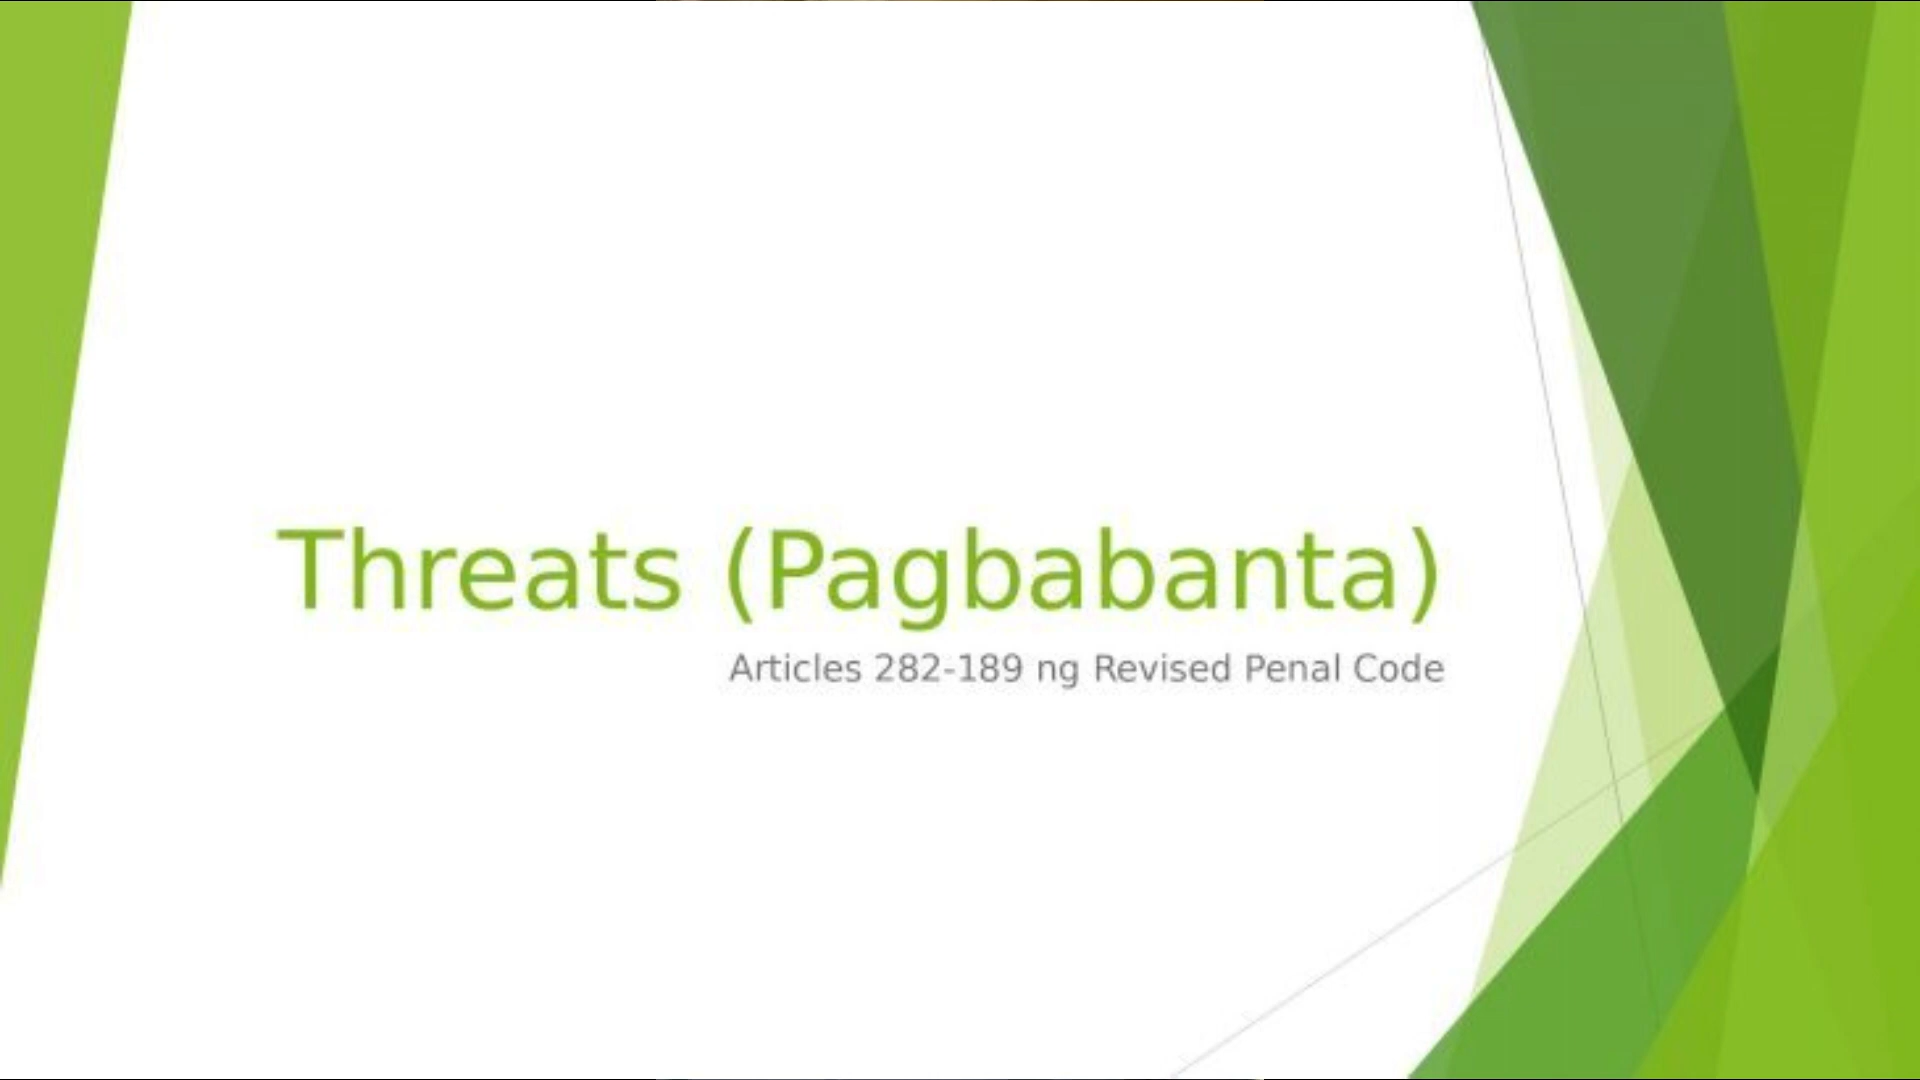 Threats (Pagbabanta)
Articles 282-189 ng Revised Penal Code